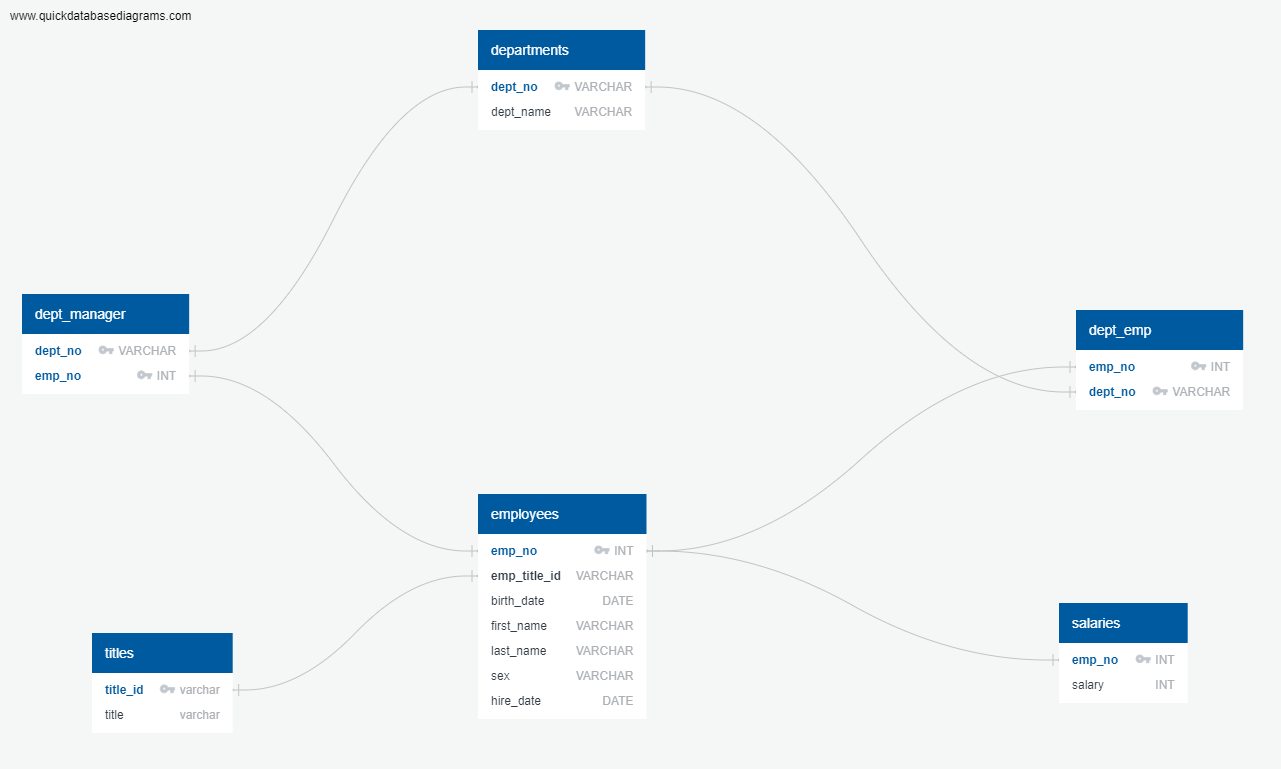 www.quickdatabasediagrams.com
departments
dept_no VARCHAR
dept_name VARCHAR
dept_manager
dept_no VARCHAR
emp_no INT
dept_emp
emp_no INT
dept_no VARCHAR
employees
emp_no INT
emp_title_id VARCHAR
birth_date DATE
first_name VARCHAR
last_name VARCHAR
sex VARCHAR
hire_date DATE
titles
title_id varchar
title varchar
salaries
emp_no INT
salary INT